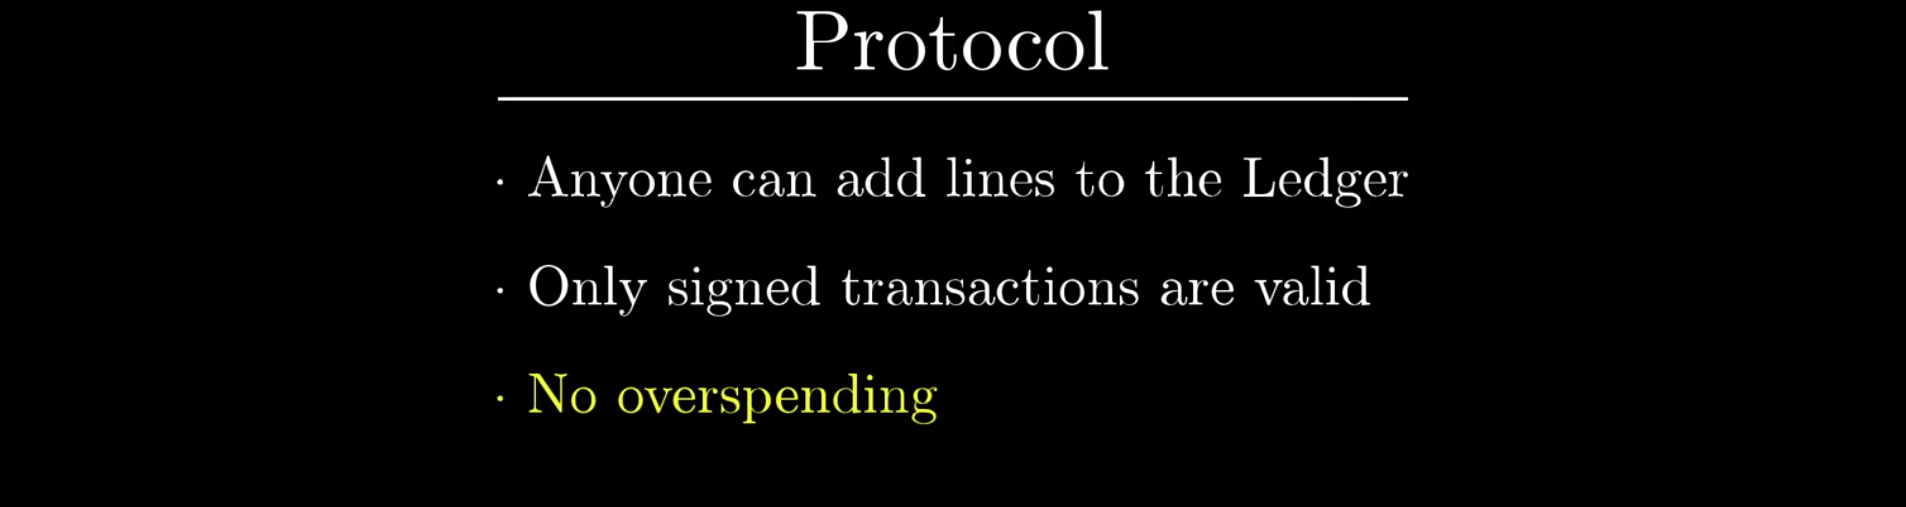 Protocol
· Anyone can add lines to the Ledger
· Only signed transactions are valid
· No overspending